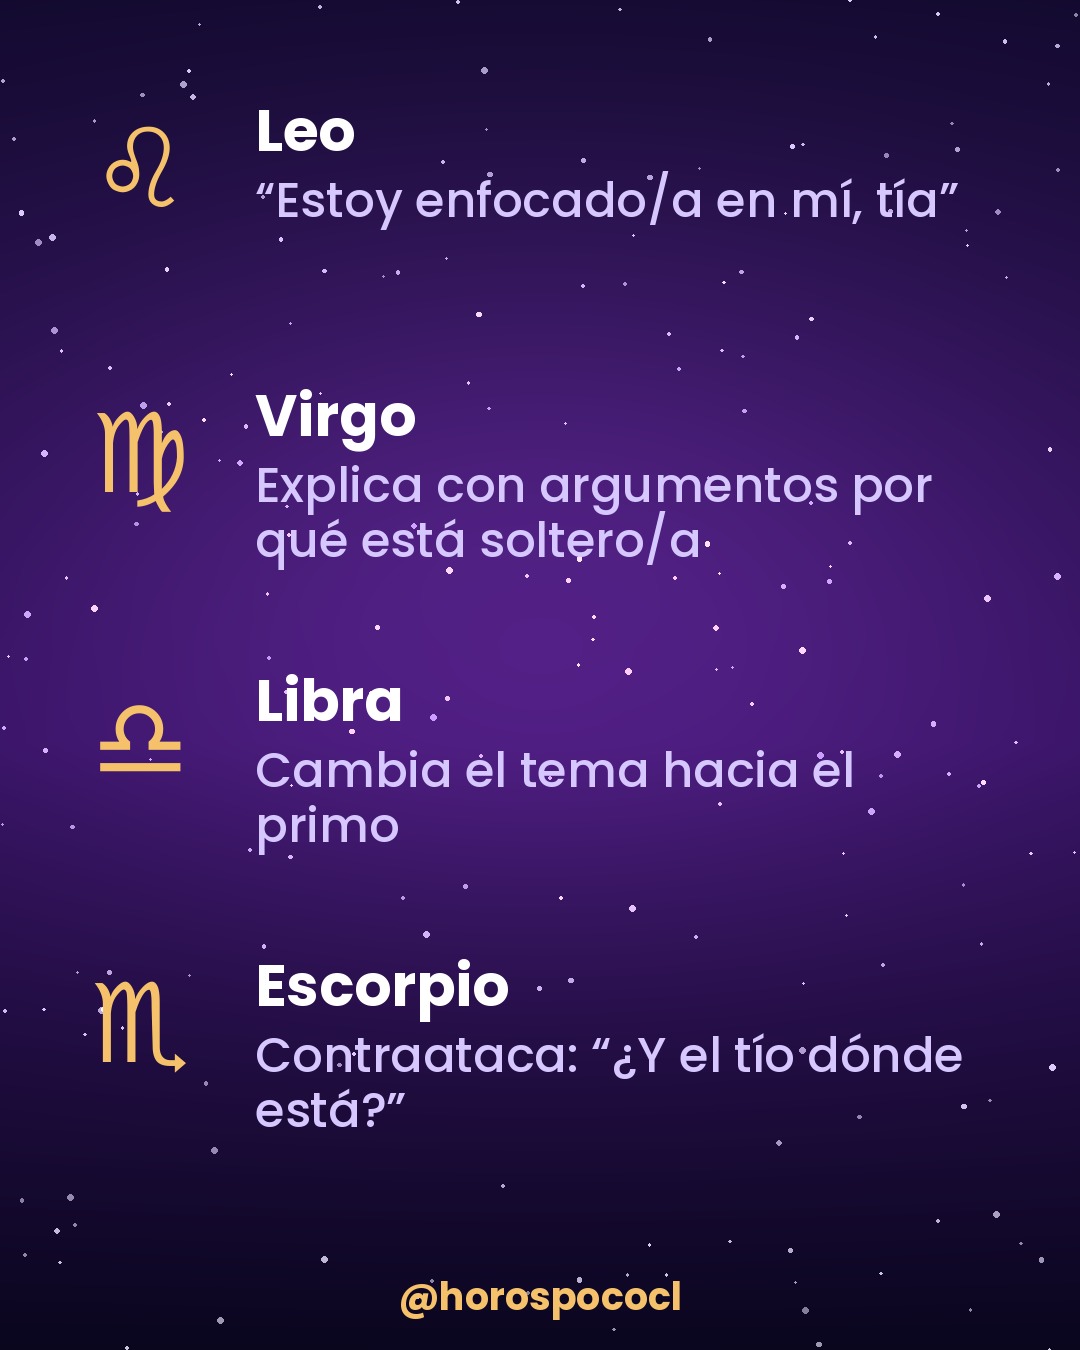 Leo
“Estoy enfocado/a en mí, tía”
Virgo
Explica con argumentos por
qué está soltero/a
Libra
Cambia el tema hacia el
primo
Escorpio
Contraataca: “¿Y el tío dónde
está?”
@horospococl